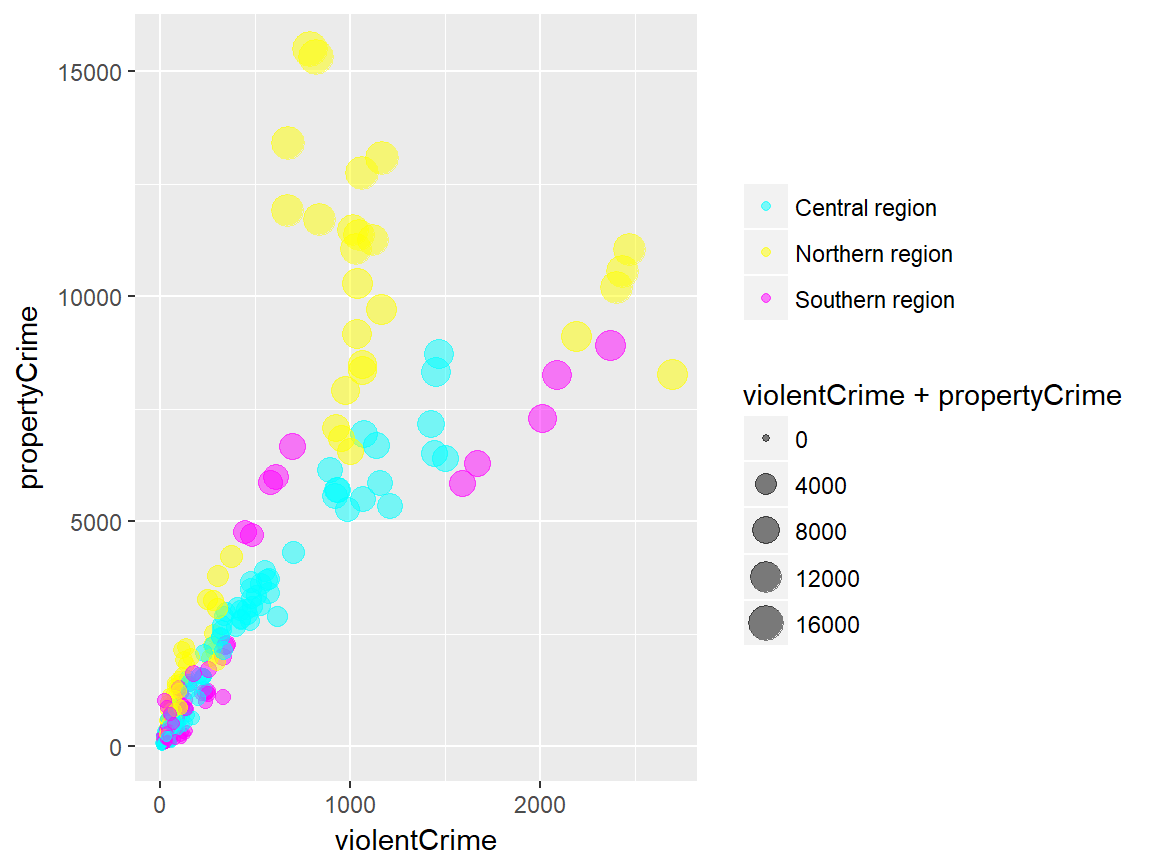 15000
10000
5000
0
propertyCrime
0
1000
2000
violentCrime
Central region
Northern region
Southern region
violentCrime + propertyCrime
0
4000
8000
12000
16000